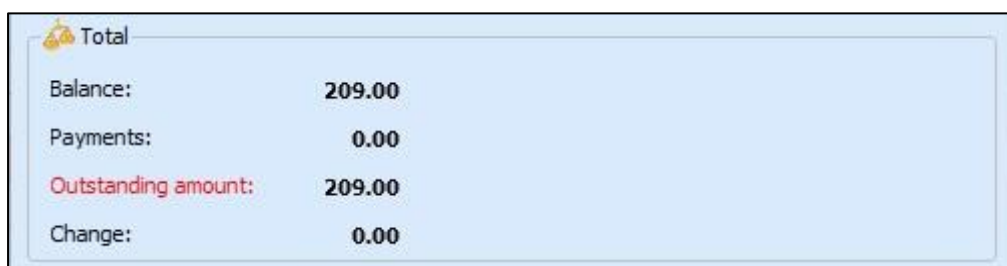 Total
Balance: 209.00
Payments: 0.00
Outstanding amount: 209.00
Change: 0.00